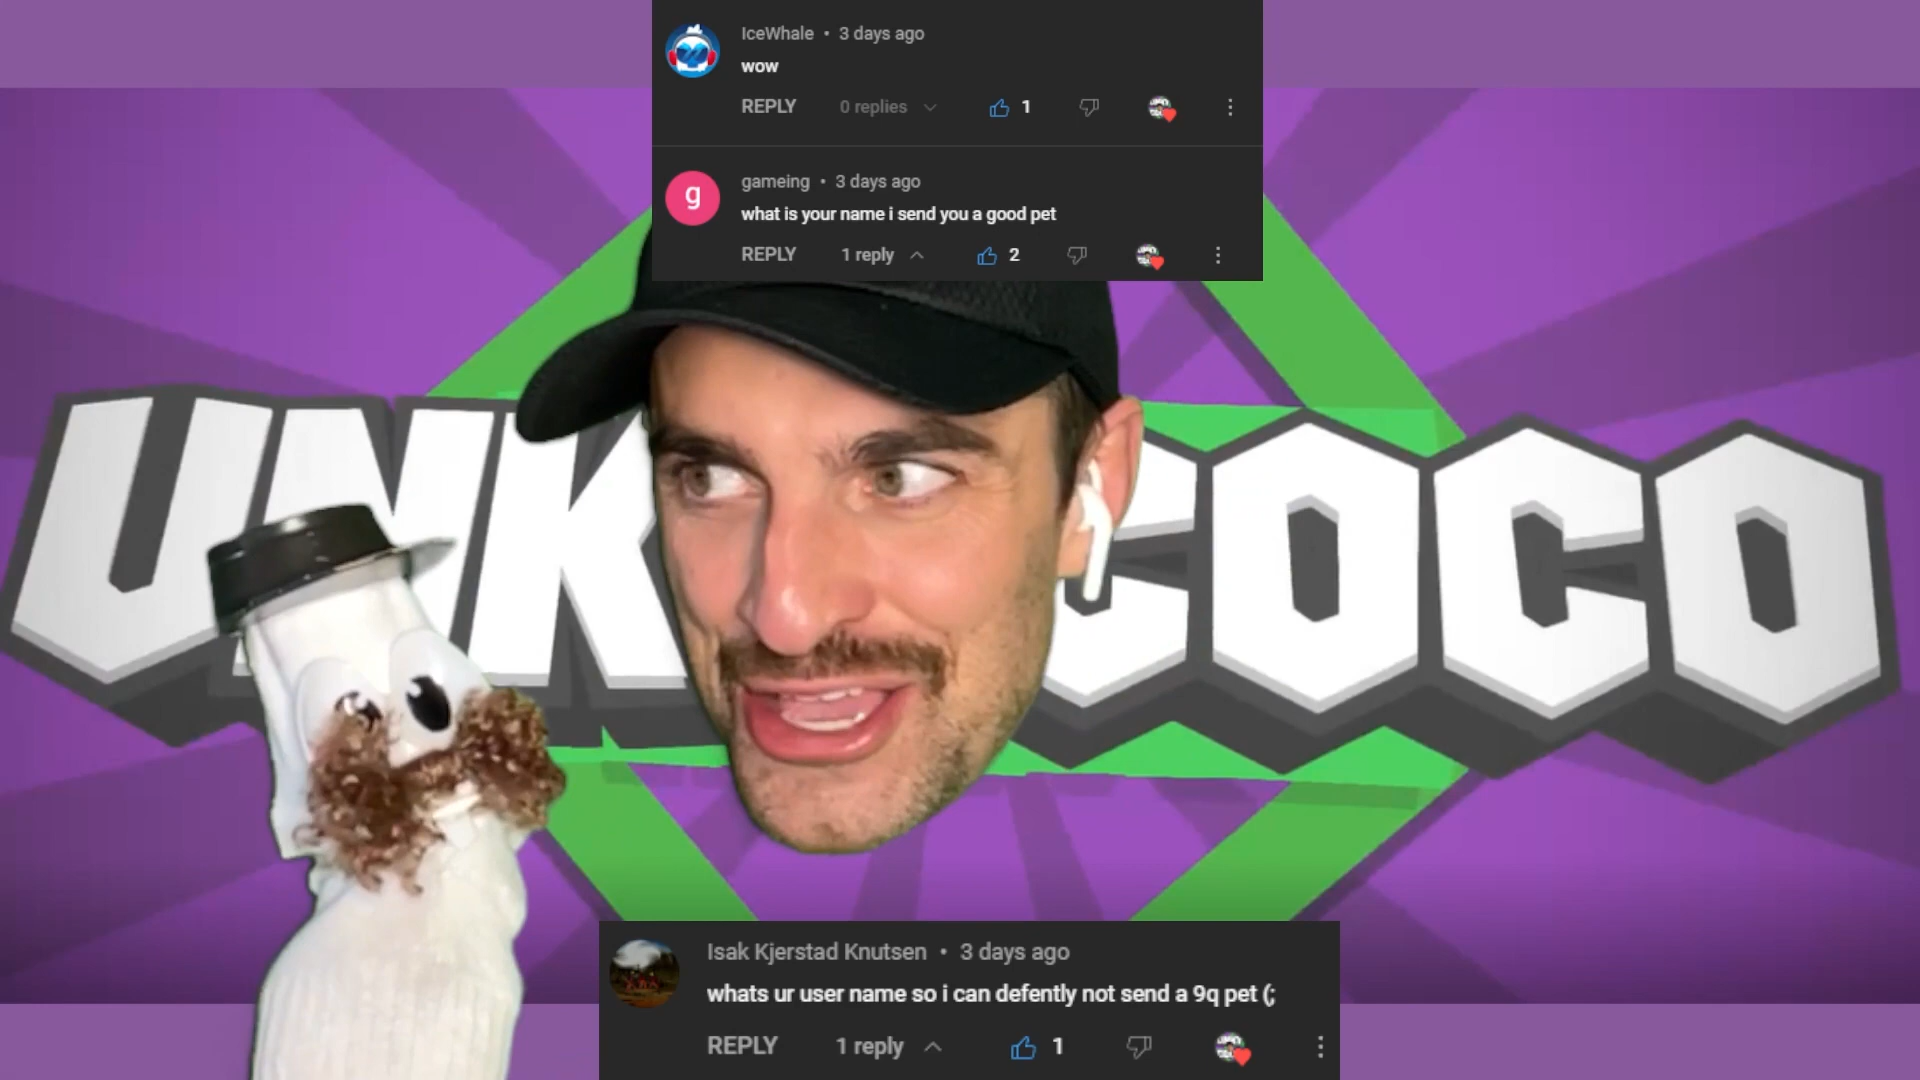 IceWhale • 3 days ago
wow
REPLY 0 replies 1
g
gameing • 3 days ago
what is your name i send you a good pet
REPLY 1 reply 2
UNK COCO
Isak Kjerstad Knutsen • 3 days ago
whats ur user name so i can defently not send a 9q pet (;
REPLY 1 reply 1